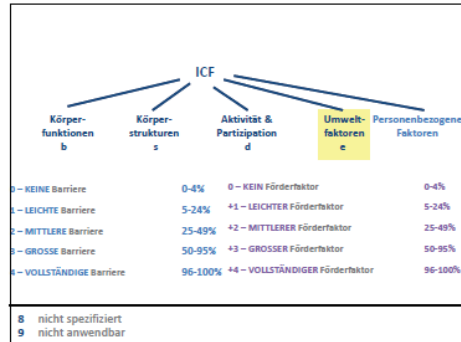 ICF
Körper-
funktionen
b
Körper-
strukturen
s
Aktivität &
Partizipation
d
Umwelt-
faktoren
e
Personenbezogene
Faktoren
0 – KEINE Barriere 0-4%
1 – LEICHTE Barriere 5-24%
2 – MITTLERE Barriere 25-49%
3 – GROSSE Barriere 50-95%
4 – VOLLSTÄNDIGE Barriere 96-100%
0 – KEIN Förderfaktor 0-4%
+1 – LEICHTER Förderfaktor 5-24%
+2 – MITTLERER Förderfaktor 25-49%
+3 – GROSSER Förderfaktor 50-95%
+4 – VOLLSTÄNDIGER Förderfaktor 96-100%
8 nicht spezifiziert
9 nicht anwendbar